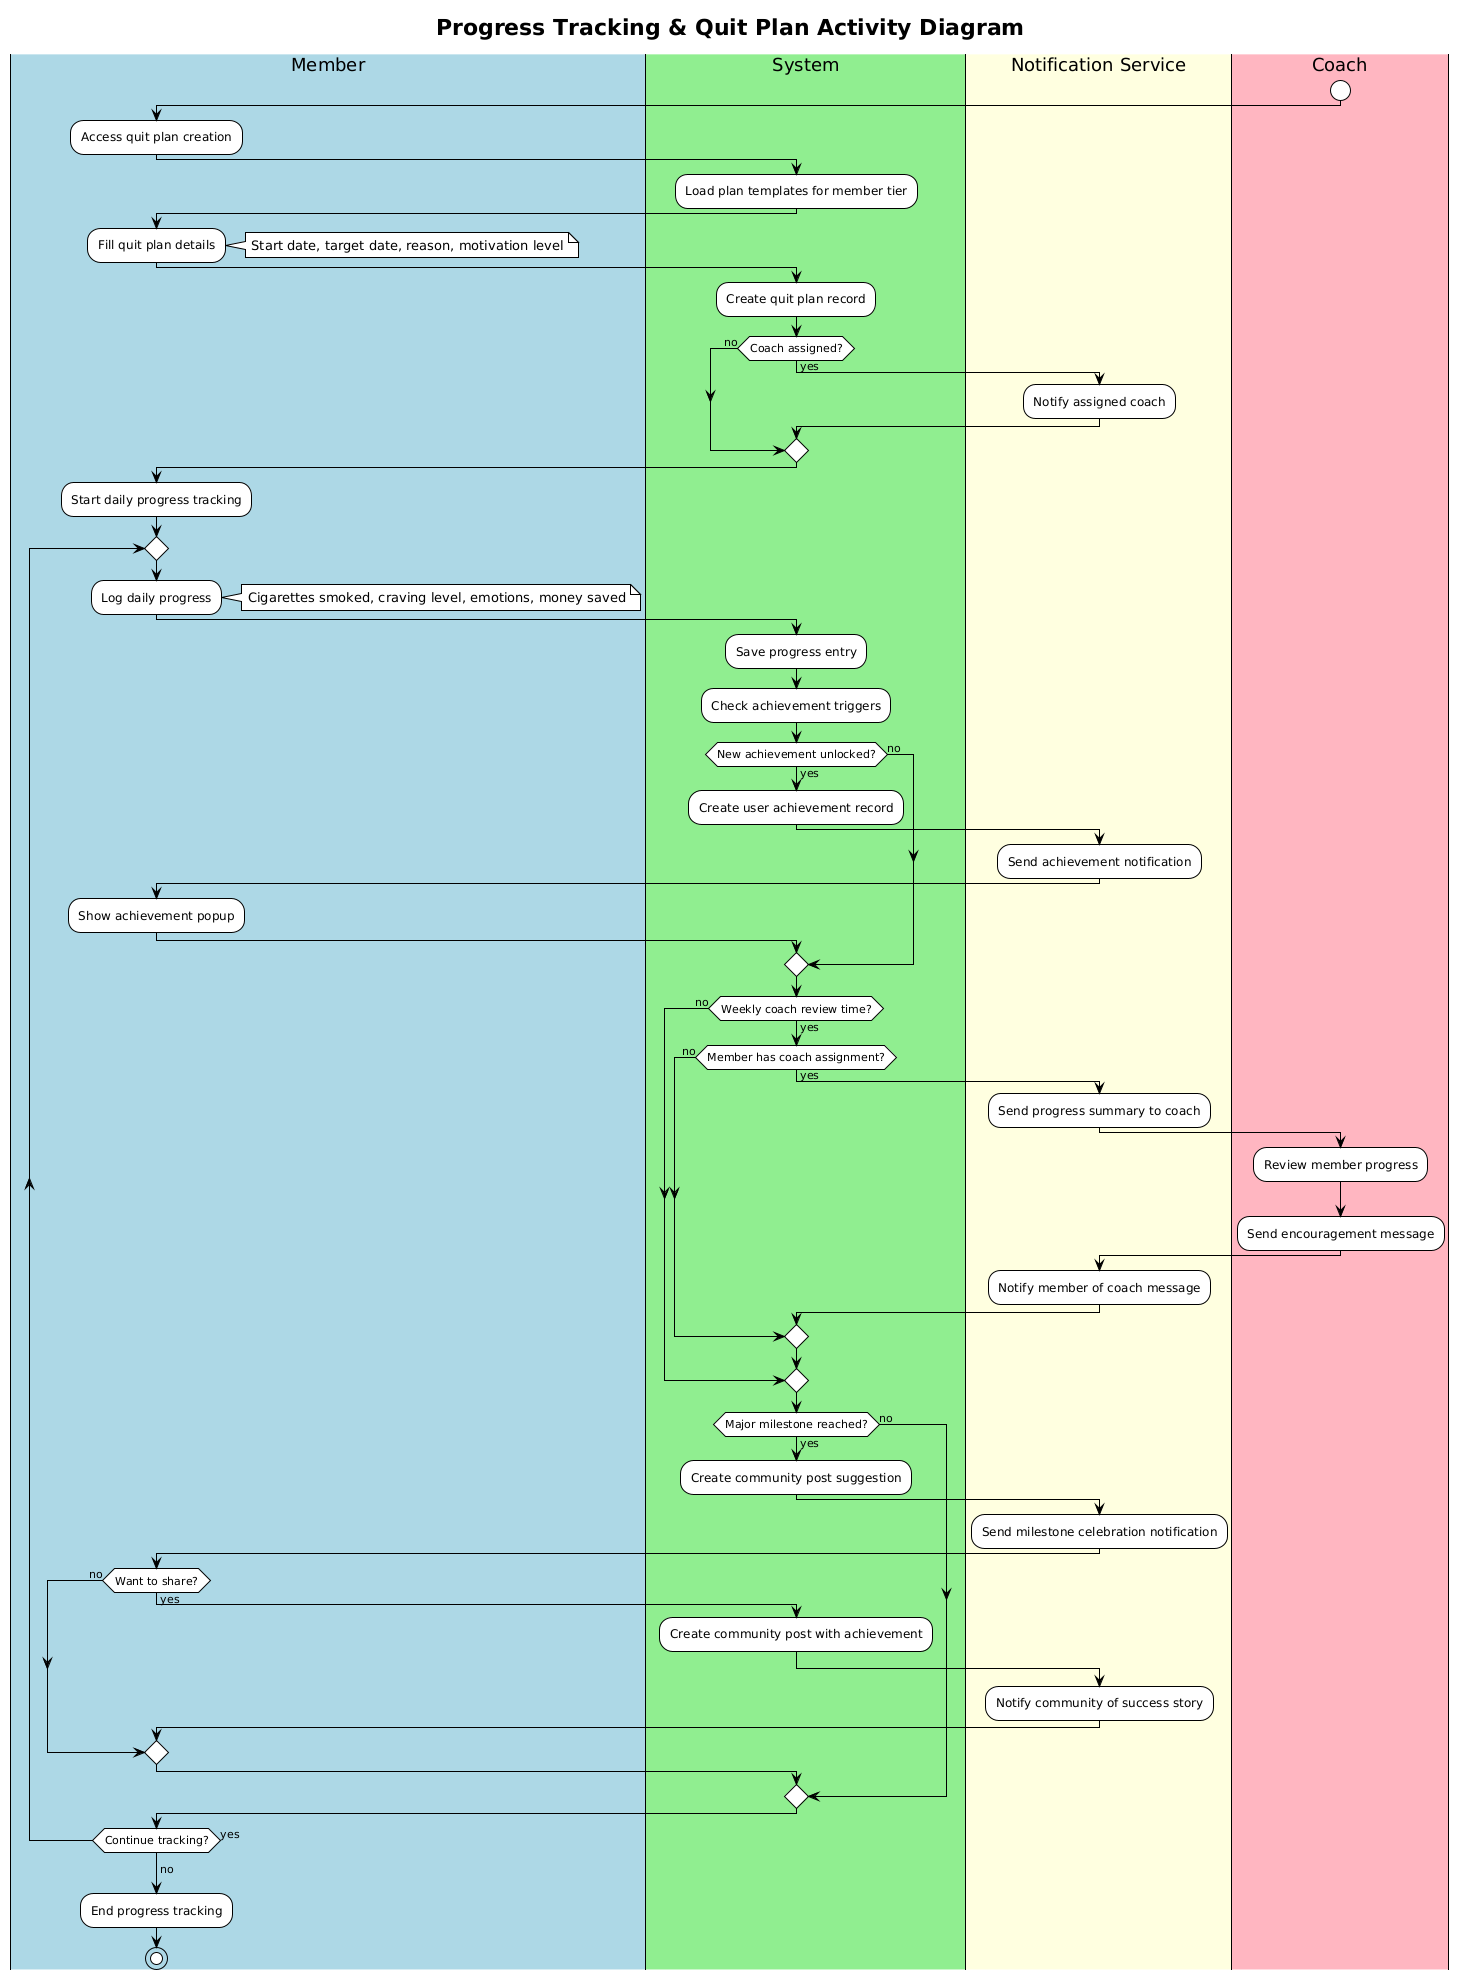 Progress Tracking & Quit Plan Activity Diagram
Member
System
Notification Service
Coach
Access quit plan creation
Load plan templates for member tier
Fill quit plan details
Start date, target date, reason, motivation level
Create quit plan record
Coach assigned?
no
yes
Notify assigned coach
Start daily progress tracking
Log daily progress
Cigarettes smoked, craving level, emotions, money saved
Save progress entry
Check achievement triggers
New achievement unlocked?
no
yes
Create user achievement record
Send achievement notification
Show achievement popup
no
Weekly coach review time?
yes
no
Member has coach assignment?
yes
Send progress summary to coach
Review member progress
Send encouragement message
Notify member of coach message
Major milestone reached?
no
yes
Create community post suggestion
Send milestone celebration notification
no
Want to share?
yes
Create community post with achievement
Notify community of success story
Continue tracking?
yes
no
End progress tracking